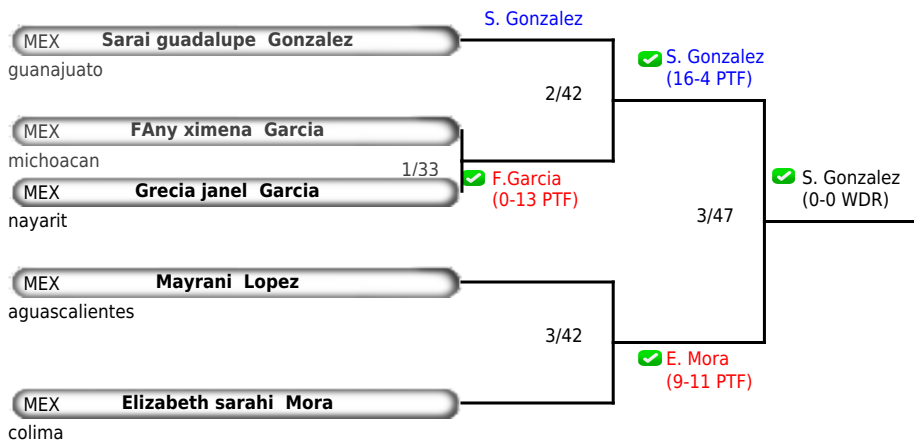 S. Gonzalez
MEX Sarai guadalupe Gonzalez
guanajuato
S. Gonzalez
(16-4 PTF)
2/42
MEX FAny ximena Garcia
michoacan
1/33
F.Garcia
(0-13 PTF)
MEX Grecia janel Garcia
nayarit
S. Gonzalez
(0-0 WDR)
3/47
MEX Mayrani Lopez
aguascalientes
3/42
E. Mora
(9-11 PTF)
MEX Elizabeth sarahi Mora
colima